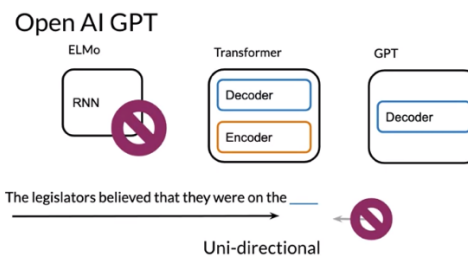 Open AI GPT
ELMo
Transformer
GPT
RNN
Decoder
Encoder
Decoder
The legislators believed that they were on the ____
Uni-directional